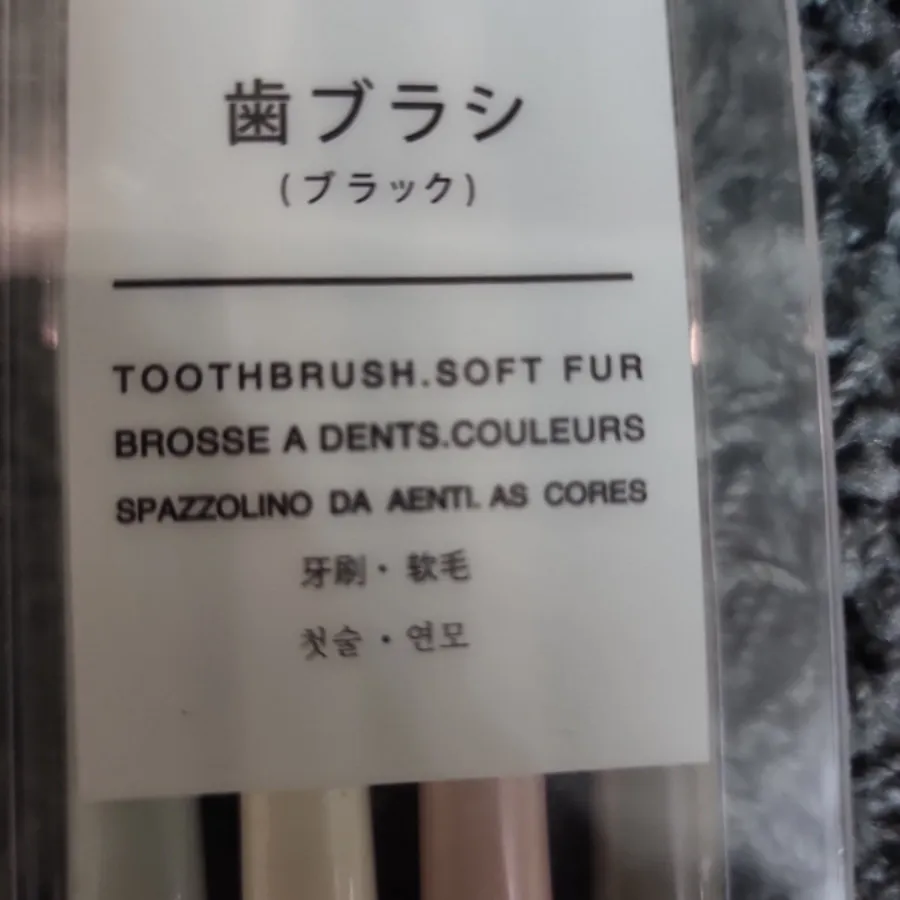 歯ブラシ
(ブラック)
TOOTHBRUSH.SOFT FUR
BROSSE A DENTS.COULEURS
SPAZZOLINO DA AENTI. AS CORES
牙刷・软毛
칫술・연모